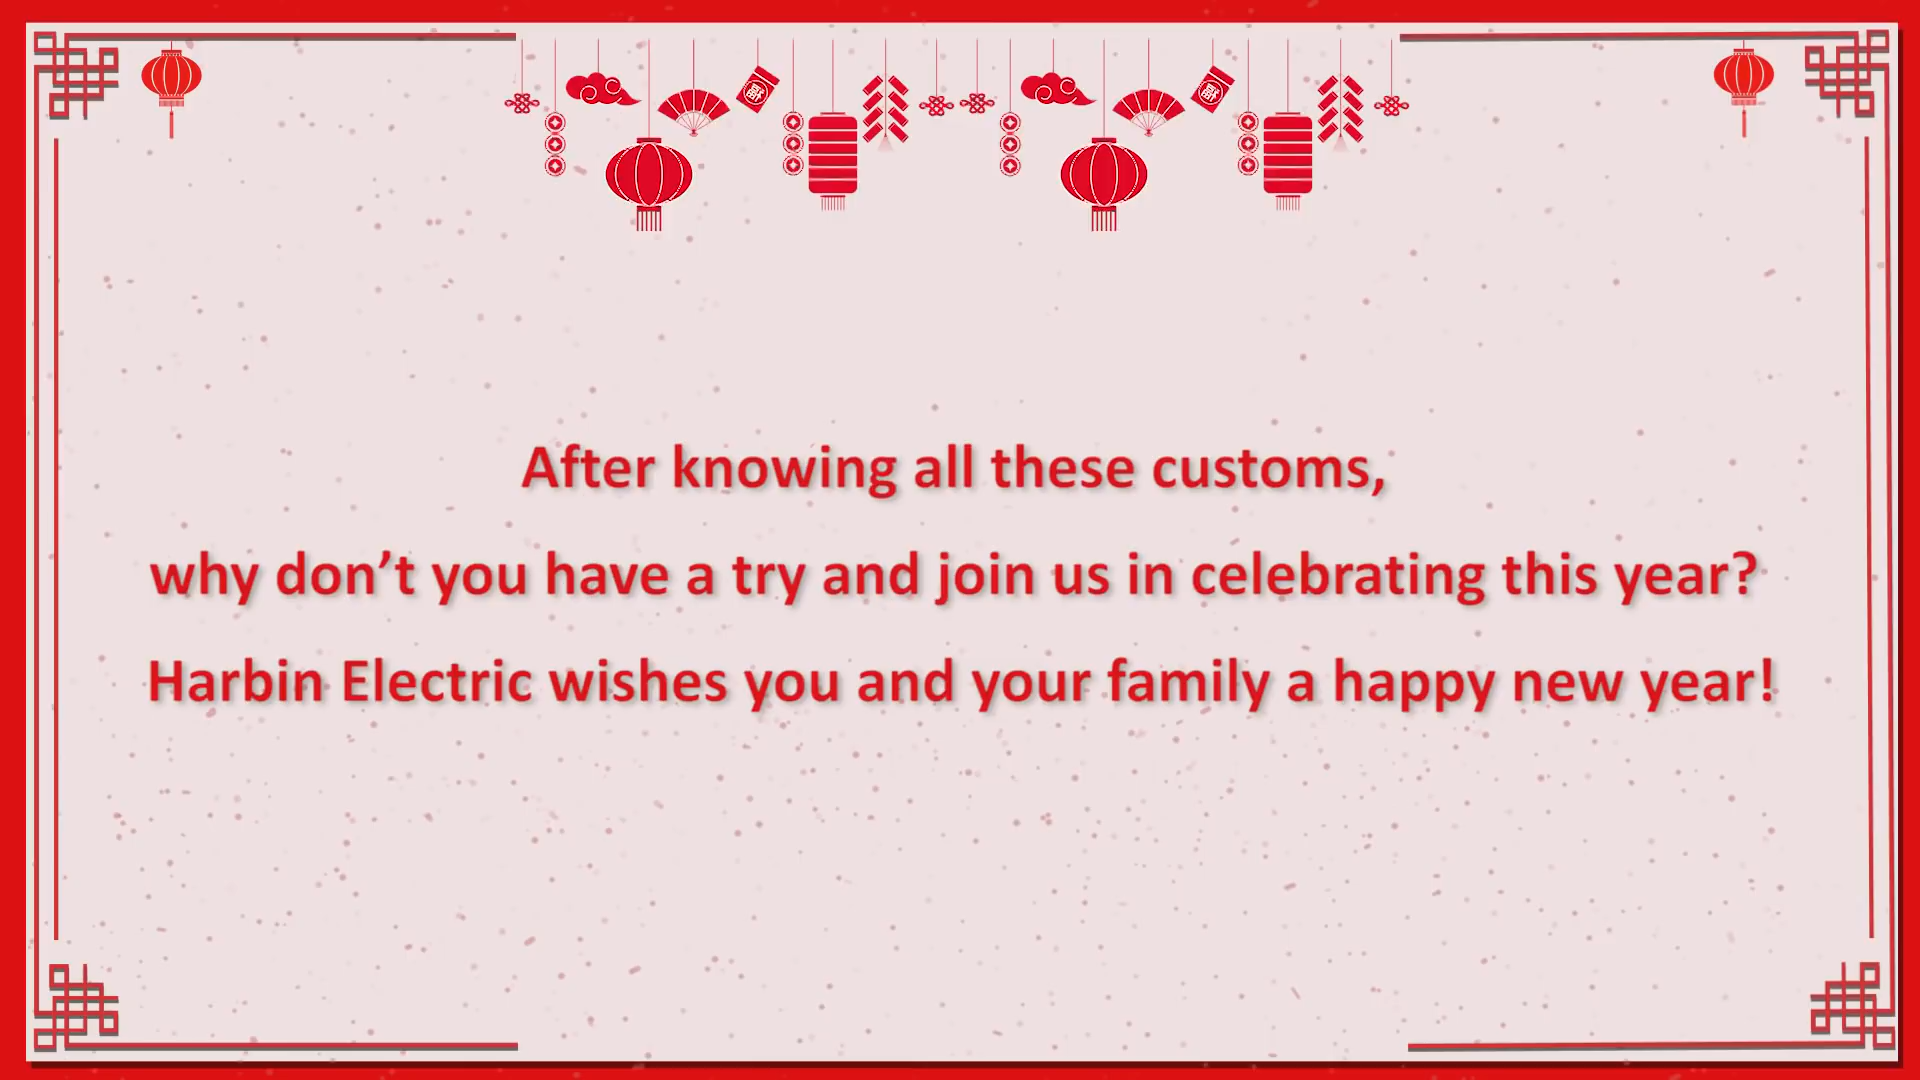 After knowing all these customs,
why don’t you have a try and join us in celebrating this year?
Harbin Electric wishes you and your family a happy new year!